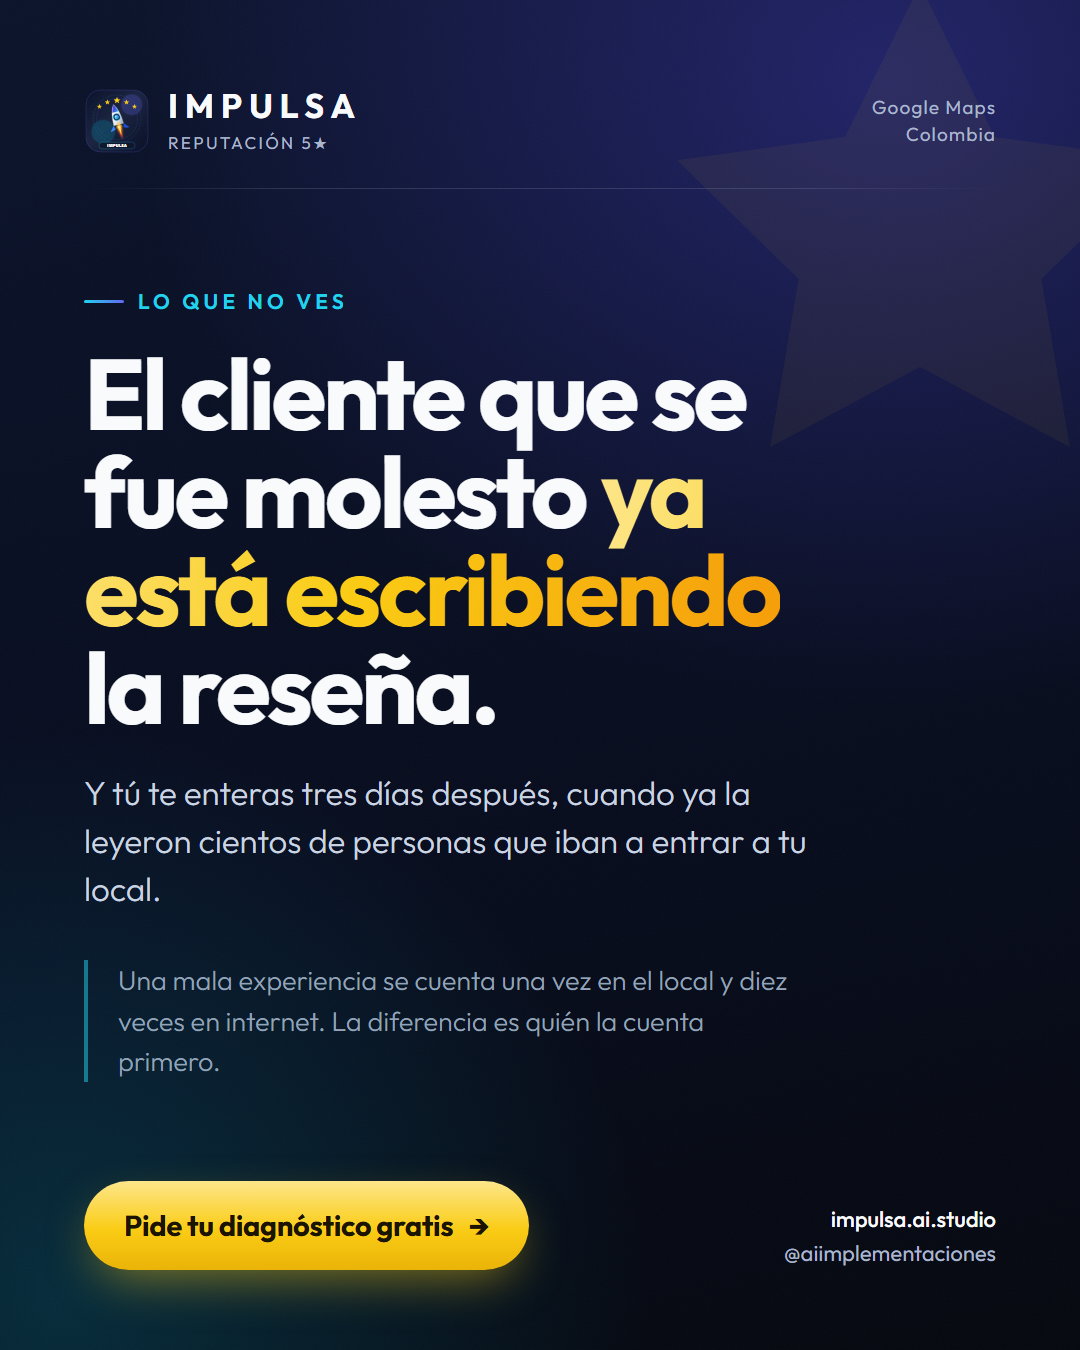 IMPULSA
REPUTACIÓN 5★
Google Maps
Colombia
LO QUE NO VES
El cliente que se
fue molesto ya
está escribiendo
la reseña.
Y tú te enteras tres días después, cuando ya la
leyeron cientos de personas que iban a entrar a tu
local.
Una mala experiencia se cuenta una vez en el local y diez
veces en internet. La diferencia es quién la cuenta
primero.
Pide tu diagnóstico gratis →
impulsa.ai.studio
@aiimplementaciones